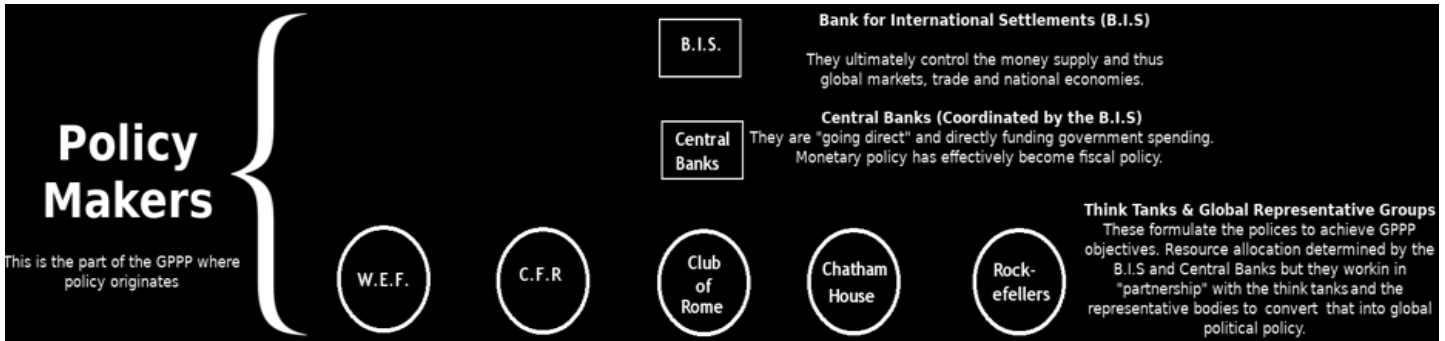 Policy
Makers
This is the part of the GPPP where
policy originates
B.I.S.
Bank for International Settlements (B.I.S)
They ultimately control the money supply and thus
global markets, trade and national economies.
Central
Banks
Central Banks (Coordinated by the B.I.S)
They are "going direct" and directly funding government spending.
Monetary policy has effectively become fiscal policy.
W.E.F.
C.F.R
Club
of
Rome
Chatham
House
Rock-
efellers
Think Tanks & Global Representative Groups
These formulate the polices to achieve GPPP
objectives. Resource allocation determined by the
B.I.S and Central Banks but they workin in
"partnership" with the think tanks and the
representative bodies to convert that into global
political policy.